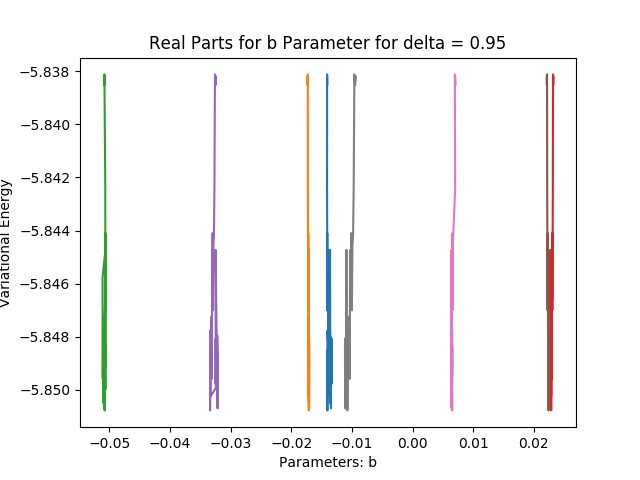 Real Parts for b Parameter for delta = 0.95
−5.838
−5.840
−5.842
−5.844
−5.846
−5.848
−5.850
Variational Energy
−0.05 −0.04 −0.03 −0.02 −0.01 0.00 0.01 0.02
Parameters: b